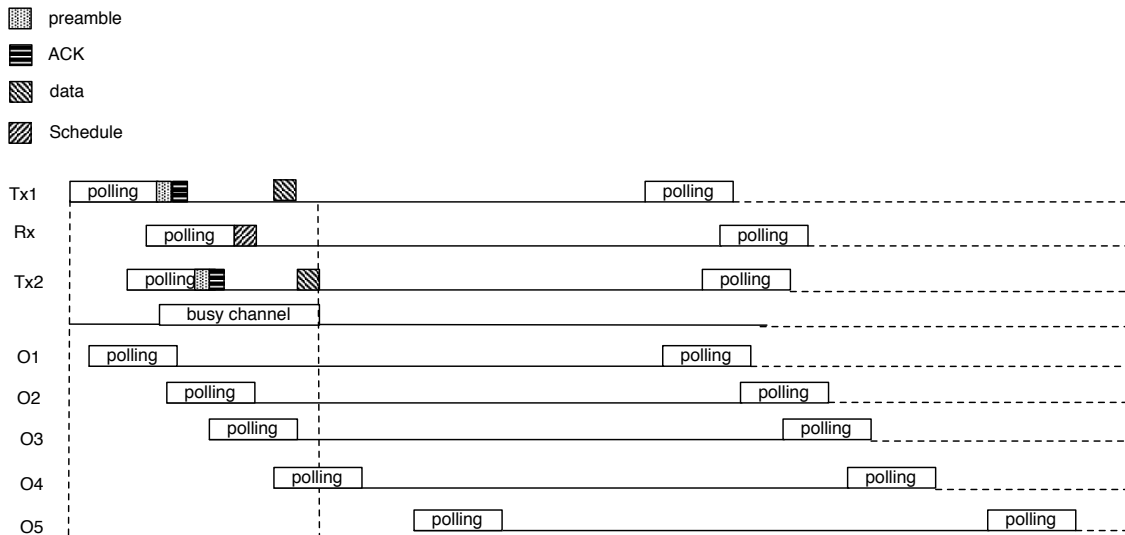 preamble
ACK
data
Schedule
Tx1 polling polling
Rx polling polling
Tx2 polling polling
busy channel
O1 polling polling
O2 polling polling
O3 polling polling
O4 polling polling
O5 polling polling